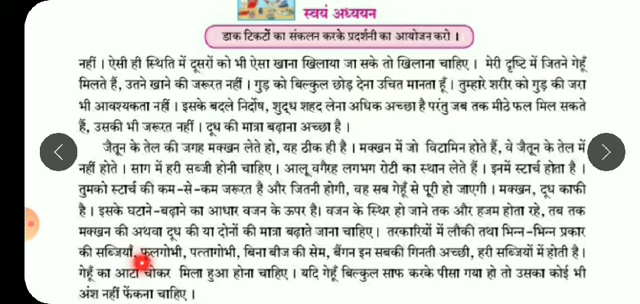 स्वयं अध्ययन
डाक टिकटों का संकलन करके प्रदर्शनी का आयोजन करो ।
नहीं । ऐसी ही स्थिति में दूसरों को भी ऐसा खाना खिलाया जा सके तो खिलाना चाहिए । मेरी दृष्टि में जितने गेहूँ
मिलते हैं, उतने खाने की जरूरत नहीं । गुड़ को बिल्कुल छोड़ देना उचित मानता हूँ । तुम्हारे शरीर को गुड़ की जरा
भी आवश्यकता नहीं । इसके बदले निर्दोष, शुद्ध शहद लेना अधिक अच्छा है परंतु जब तक मीठे फल मिल सकते
हैं, उसकी भी जरूरत नहीं । दूध की मात्रा बढ़ाना अच्छा है ।
जैतून के तेल की जगह मक्खन लेते हो, यह ठीक ही है । मक्खन में जो विटामिन होते हैं, वे जैतून के तेल में
नहीं होते । साग में हरी सब्जी होनी चाहिए । आलू वगैरह लगभग रोटी का स्थान लेते हैं । इनमें स्टार्च होता है ।
तुमको स्टार्च की कम-से-कम जरूरत है और जितनी होगी, वह सब गेहूँ से पूरी हो जाएगी । मक्खन, दूध काफी
है । इसके घटाने-बढ़ाने का आधार वजन के ऊपर है। वजन के स्थिर हो जाने तक और हजम होता रहे, तब तक
मक्खन की अथवा दूध की या दोनों की मात्रा बढ़ाते जाना चाहिए। तरकारियों में लौकी तथा भिन्न-भिन्न प्रकार
की सब्जियाँ, फूलगोभी, पत्तागोभी, बिना बीज की सेम, बैंगन इन सबकी गिनती अच्छी, हरी सब्जियों में होती है।
गेहूँ का आटा चोकर मिला हुआ होना चाहिए । यदि गेहूँ बिल्कुल साफ करके पीसा गया हो तो उसका कोई भी
अंश नहीं फेंकना चाहिए ।